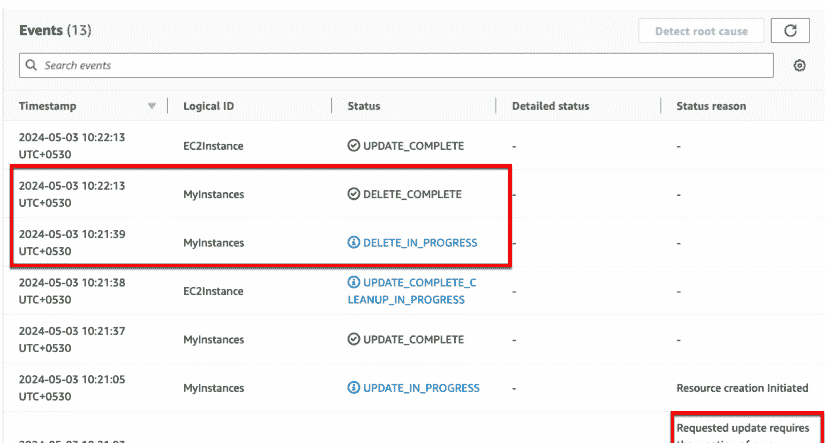 Events (13)
Detect root cause
Search events
Timestamp Logical ID Status Detailed status Status reason
2024-05-03 10:22:13
UTC+0530
EC2Instance
UPDATE_COMPLETE
-
-
2024-05-03 10:22:13
UTC+0530
MyInstances
DELETE_COMPLETE
-
-
2024-05-03 10:21:39
UTC+0530
MyInstances
DELETE_IN_PROGRESS
-
-
2024-05-03 10:21:38
UTC+0530
EC2Instance
UPDATE_COMPLETE_C
LEANUP_IN_PROGRESS
-
-
2024-05-03 10:21:37
UTC+0530
MyInstances
UPDATE_COMPLETE
-
-
2024-05-03 10:21:05
UTC+0530
MyInstances
UPDATE_IN_PROGRESS
-
Resource creation Initiated
Requested update requires